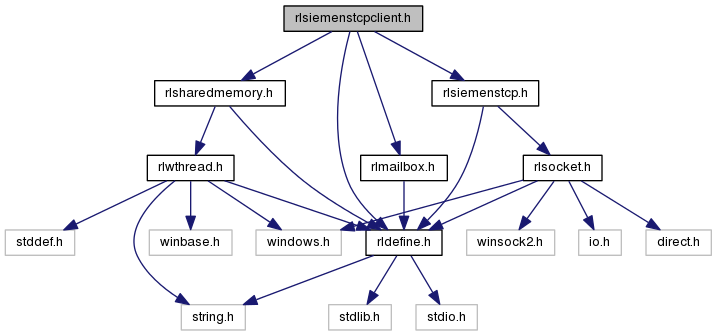 rlsiemenstcpclient.h
rlsharedmemory.h
rlsiemenstcp.h
rlwthread.h
rlmailbox.h
rlsocket.h
stddef.h
winbase.h
windows.h
rldefine.h
winsock2.h
io.h
direct.h
string.h
stdlib.h
stdio.h